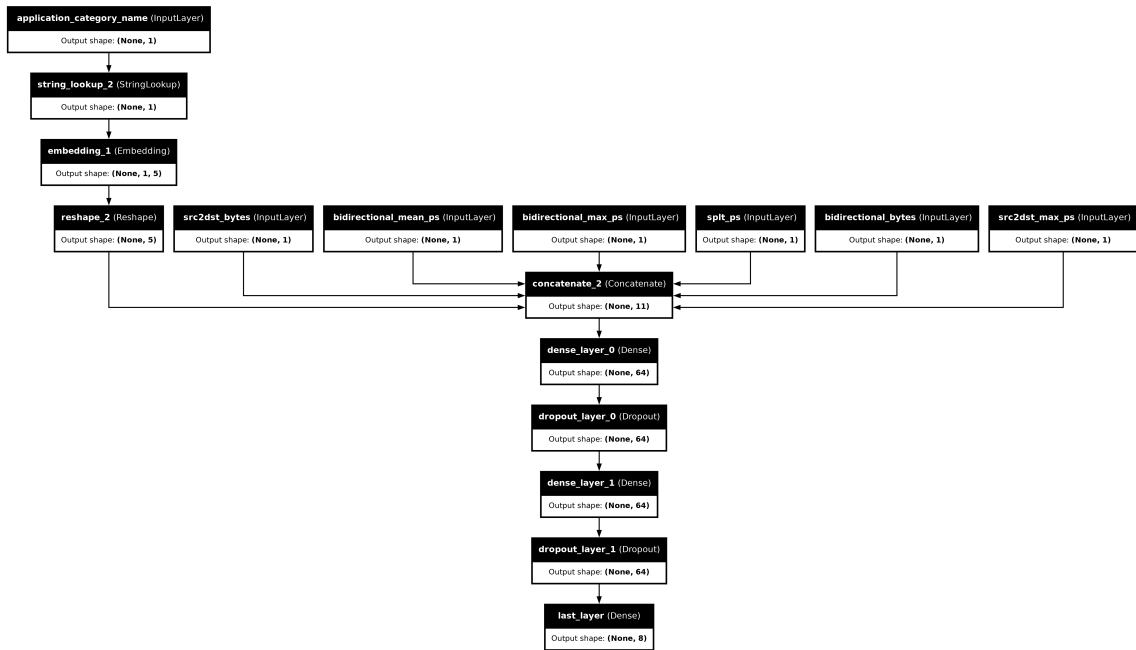 application_category_name (InputLayer)
Output shape: (None, 1)
string_lookup_2 (StringLookup)
Output shape: (None, 1)
embedding_1 (Embedding)
Output shape: (None, 1, 5)
reshape_2 (Reshape)
Output shape: (None, 5)
src2dst_bytes (InputLayer)
Output shape: (None, 1)
bidirectional_mean_ps (InputLayer)
Output shape: (None, 1)
bidirectional_max_ps (InputLayer)
Output shape: (None, 1)
splt_ps (InputLayer)
Output shape: (None, 1)
bidirectional_bytes (InputLayer)
Output shape: (None, 1)
src2dst_max_ps (InputLayer)
Output shape: (None, 1)
concatenate_2 (Concatenate)
Output shape: (None, 11)
dense_layer_0 (Dense)
Output shape: (None, 64)
dropout_layer_0 (Dropout)
Output shape: (None, 64)
dense_layer_1 (Dense)
Output shape: (None, 64)
dropout_layer_1 (Dropout)
Output shape: (None, 64)
last_layer (Dense)
Output shape: (None, 8)